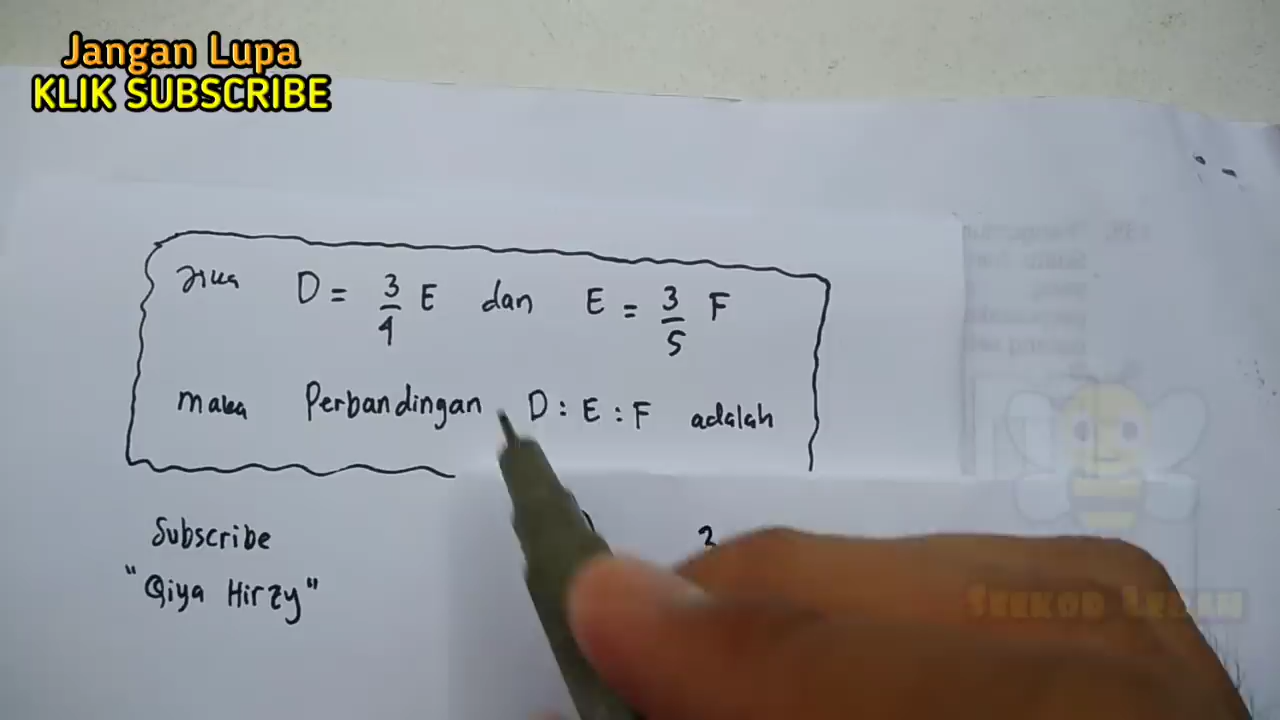 Jangan Lupa
KLIK SUBSCRIBE
Jika D = 3/4 E dan E = 3/5 F
maka Perbandingan D : E : F adalah
Subscribe
"Qiya Hirzy"